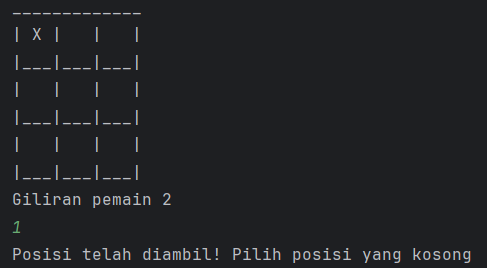 _____________
| X |   |   |
|___|___|___|
|   |   |   |
|___|___|___|
|   |   |   |
|___|___|___|
Giliran pemain 2
1
Posisi telah diambil! Pilih posisi yang kosong